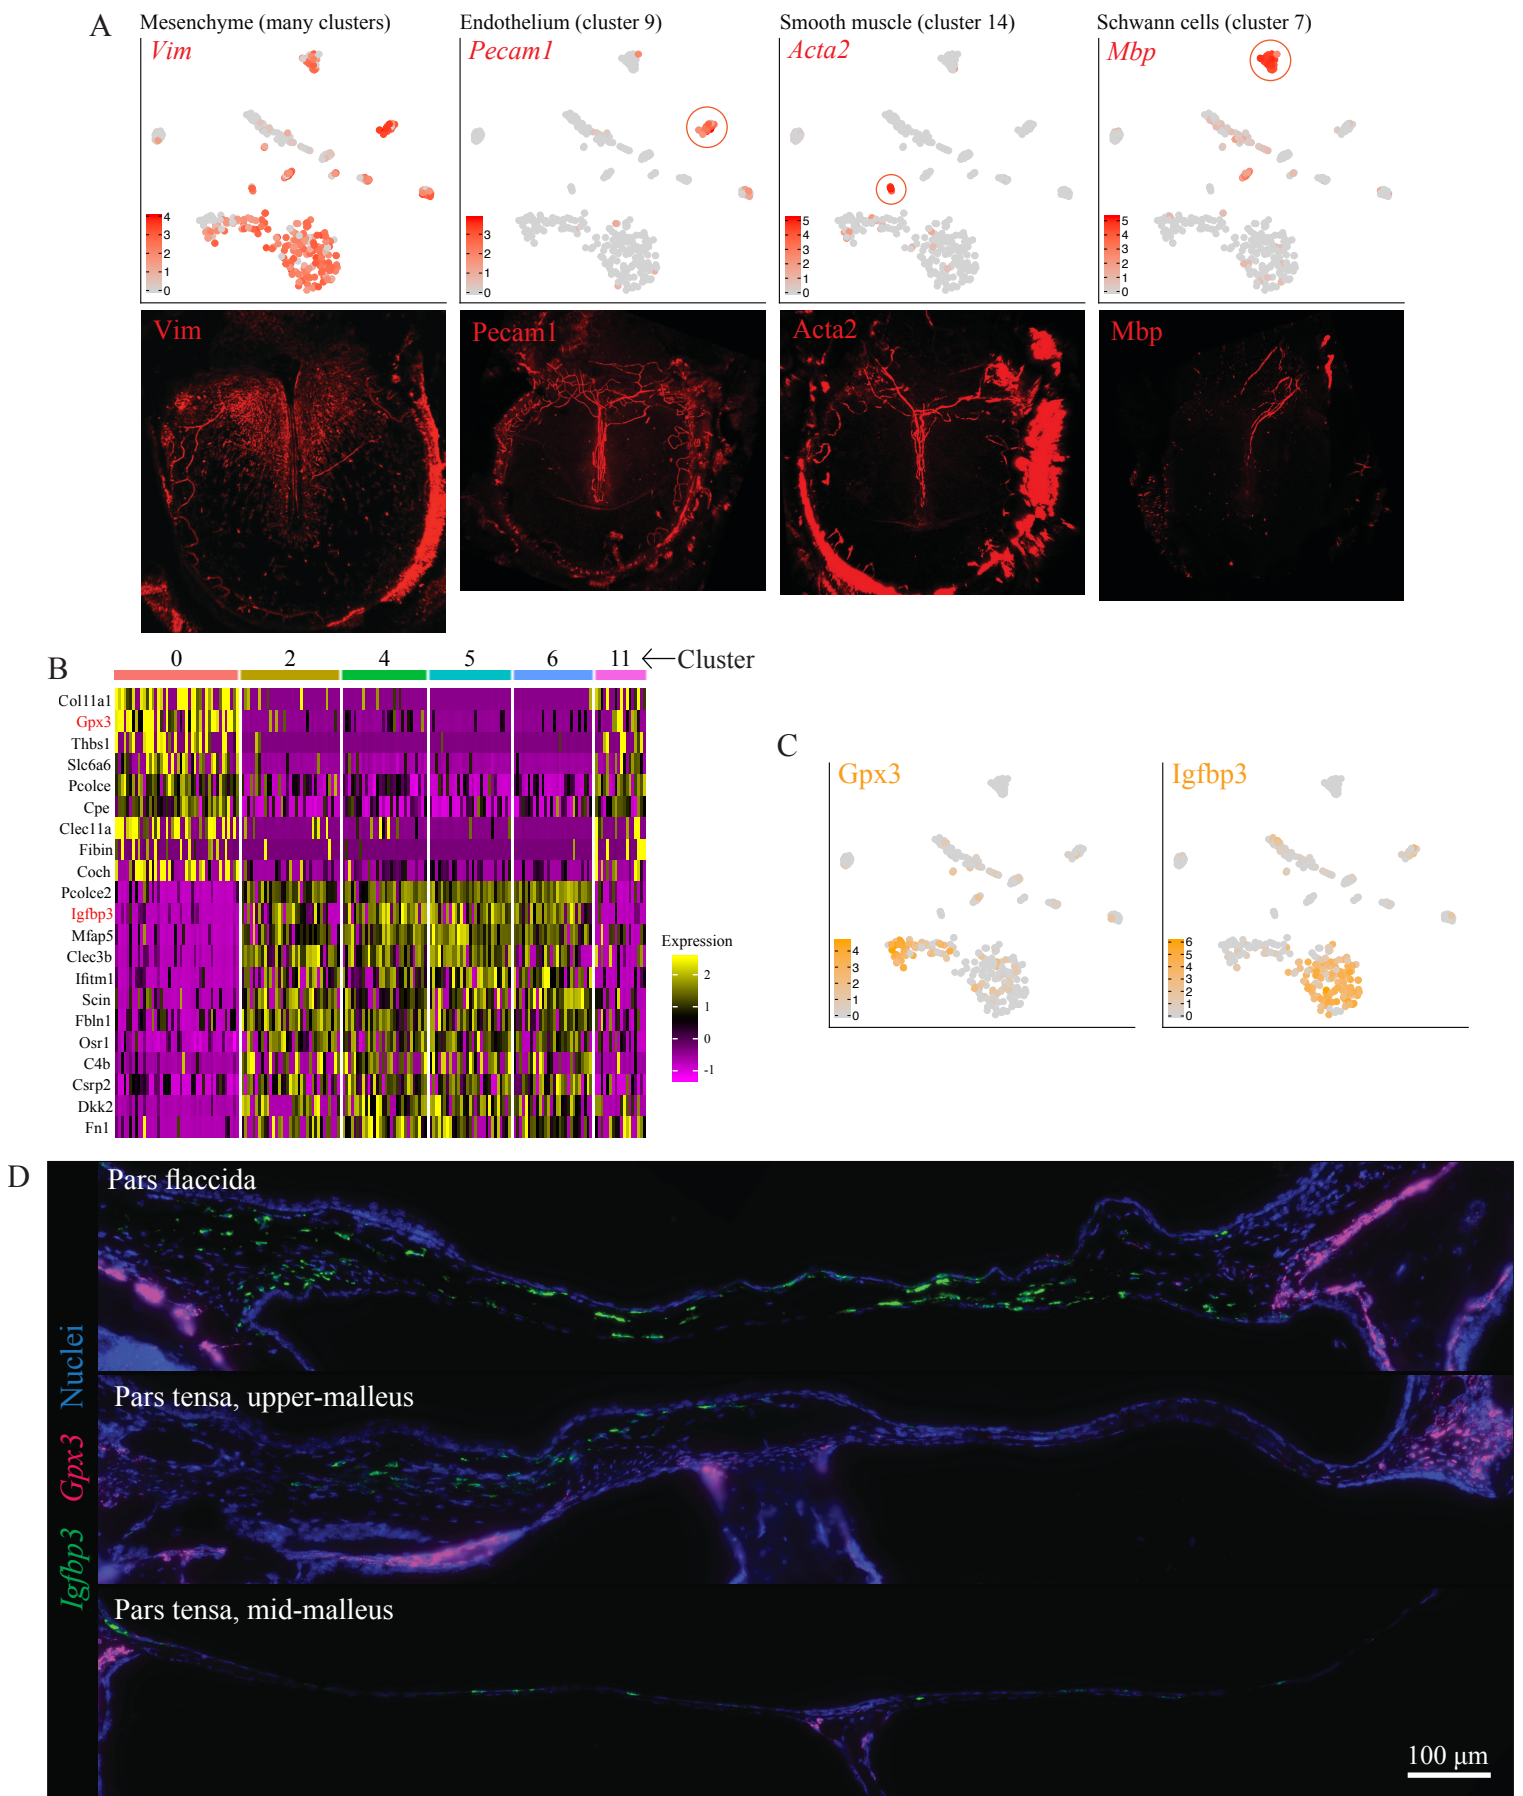 A
Mesenchyme (many clusters)
Endothelium (cluster 9)
Smooth muscle (cluster 14)
Schwann cells (cluster 7)
Vim
Pecam1
Acta2
Mbp
4
3
2
1
0
3
2
1
0
5
4
3
2
1
0
5
4
3
2
1
0
Vim
Pecam1
Acta2
Mbp
B
0 2 4 5 6 11 ←Cluster
Col11a1
Gpx3
Thbs1
Slc6a6
Pcolce
Cpe
Clec11a
Fibin
Coch
Pcolce2
Igfbp3
Mfap5
Clec3b
Ifitm1
Scin
Fbln1
Osr1
C4b
Csrp2
Dkk2
Fn1
Expression
2
1
0
-1
C
Gpx3
Igfbp3
4
3
2
1
0
6
5
4
3
2
1
0
D
Igfbp3 Gpx3 Nuclei
Pars flaccida
Pars tensa, upper-malleus
Pars tensa, mid-malleus
100 µm